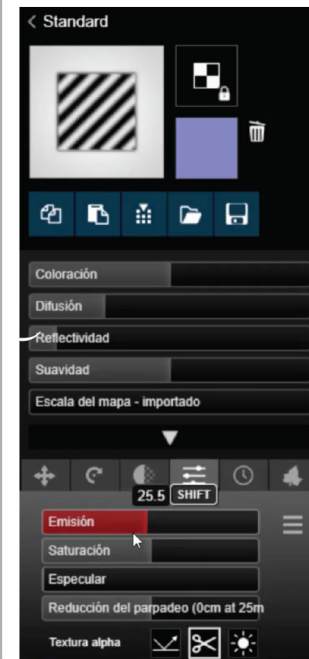 Standard
Coloración
Difusión
Reflectividad
Suavidad
Escala del mapa - importado
25.5 SHIFT
Emisión
Saturación
Especular
Reducción del parpadeo (0cm at 25m
Textura alpha